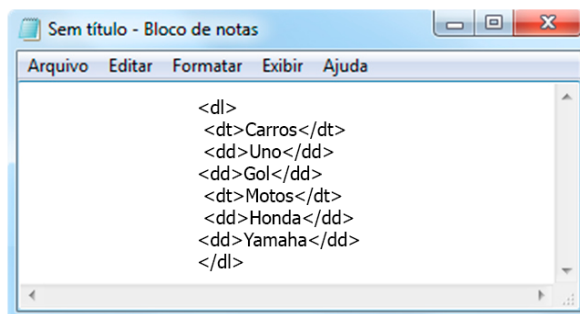 Sem título - Bloco de notas
Arquivo Editar Formatar Exibir Ajuda
<dl>
<dt>Carros</dt>
<dd>Uno</dd>
<dd>Gol</dd>
<dt>Motos</dt>
<dd>Honda</dd>
<dd>Yamaha</dd>
</dl>